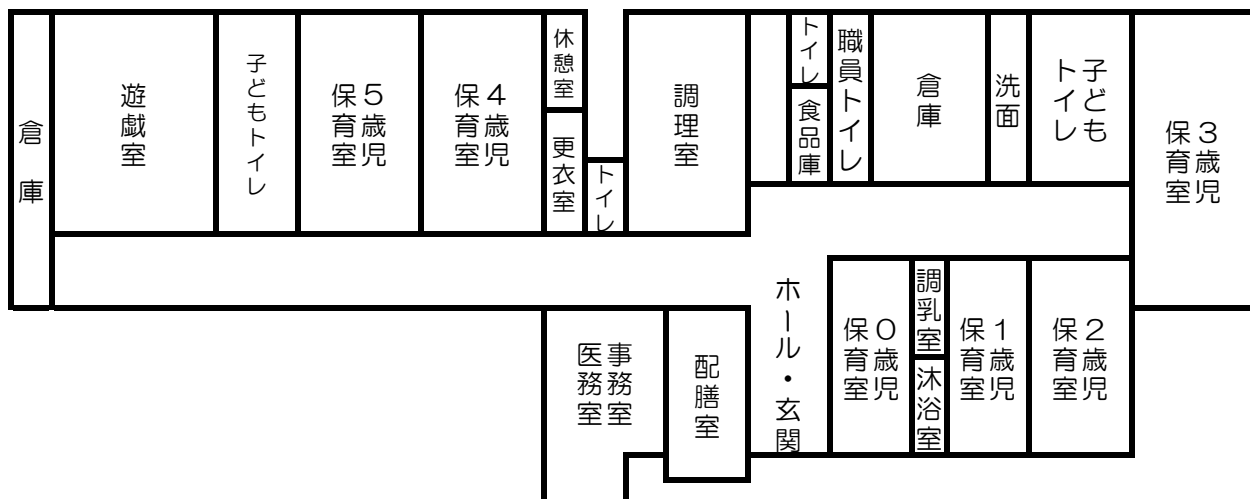 倉庫
遊戯室
子どもトイレ
5歳児
保育室
4歳児
保育室
休憩室
更衣室
トイレ
調理室
トイレ
食品庫
職員トイレ
倉庫
洗面
子ども
トイレ
3歳児
保育室
事務室
医務室
配膳室
ホール・玄関
0歳児
保育室
調乳室
沐浴室
1歳児
保育室
2歳児
保育室